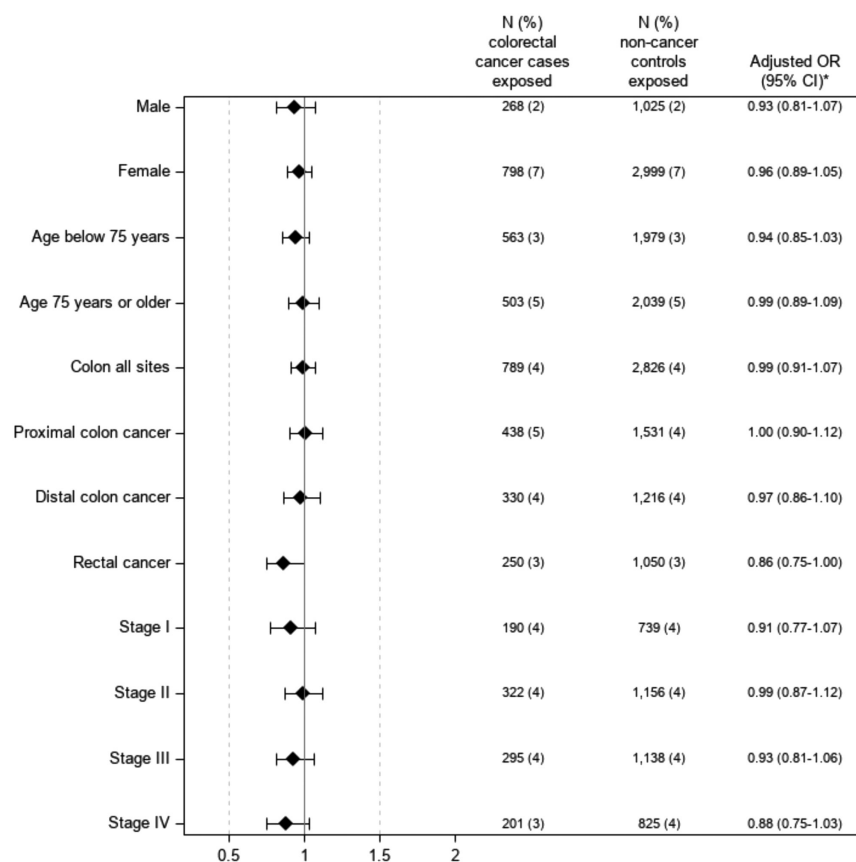 N (%)
colorectal
cancer cases
exposed
N (%)
non-cancer
controls
exposed
Adjusted OR
(95% CI)*
Male 268 (2) 1,025 (2) 0.93 (0.81-1.07)
Female 798 (7) 2,999 (7) 0.96 (0.89-1.05)
Age below 75 years 563 (3) 1,979 (3) 0.94 (0.85-1.03)
Age 75 years or older 503 (5) 2,039 (5) 0.99 (0.89-1.09)
Colon all sites 789 (4) 2,826 (4) 0.99 (0.91-1.07)
Proximal colon cancer 438 (5) 1,531 (4) 1.00 (0.90-1.12)
Distal colon cancer 330 (4) 1,216 (4) 0.97 (0.86-1.10)
Rectal cancer 250 (3) 1,050 (3) 0.86 (0.75-1.00)
Stage I 190 (4) 739 (4) 0.91 (0.77-1.07)
Stage II 322 (4) 1,156 (4) 0.99 (0.87-1.12)
Stage III 295 (4) 1,138 (4) 0.93 (0.81-1.06)
Stage IV 201 (3) 825 (4) 0.88 (0.75-1.03)
0.5 1 1.5 2